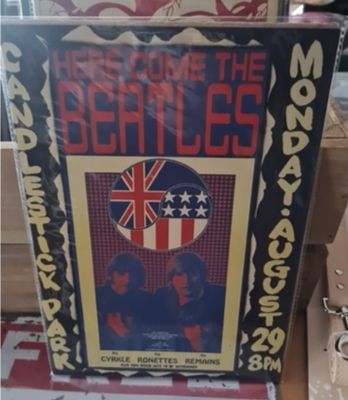 HERE COME THE
BEATLES
CANDLESTICK PARK
MONDAY·AUGUST 29 8PM
CYRKLE RONETTES REMAINS